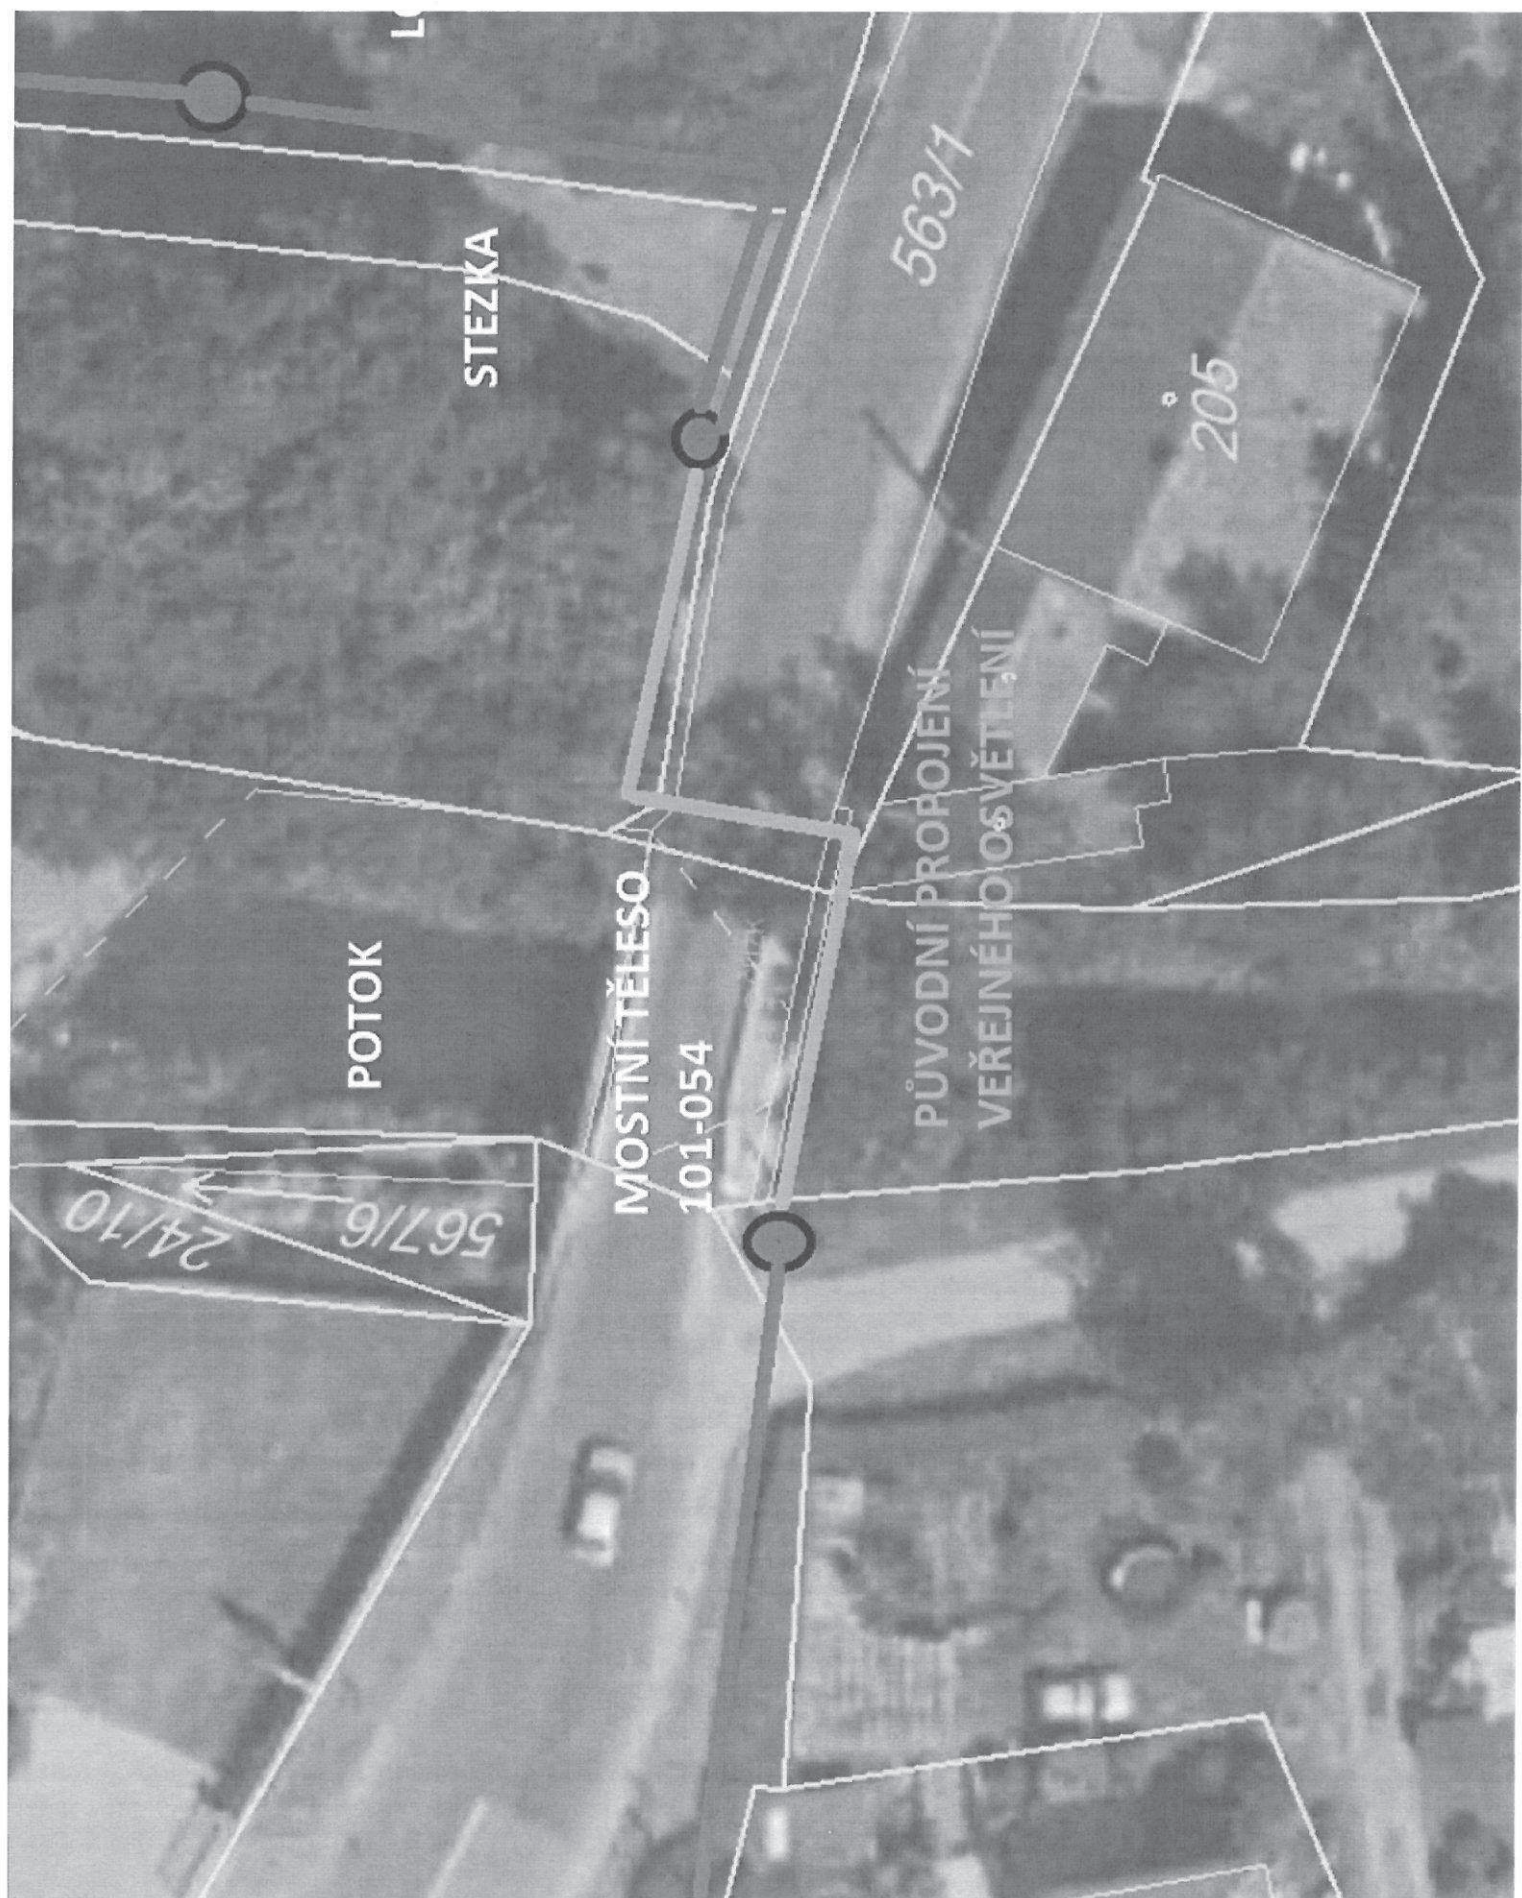 STEZKA
563/1
205
POTOK
MOSTNÍ TĚLESO
101-054
PŮVODNÍ PROPOJENÍ
VEŘEJNÉHO OSVĚTLENÍ
24/10
567/6